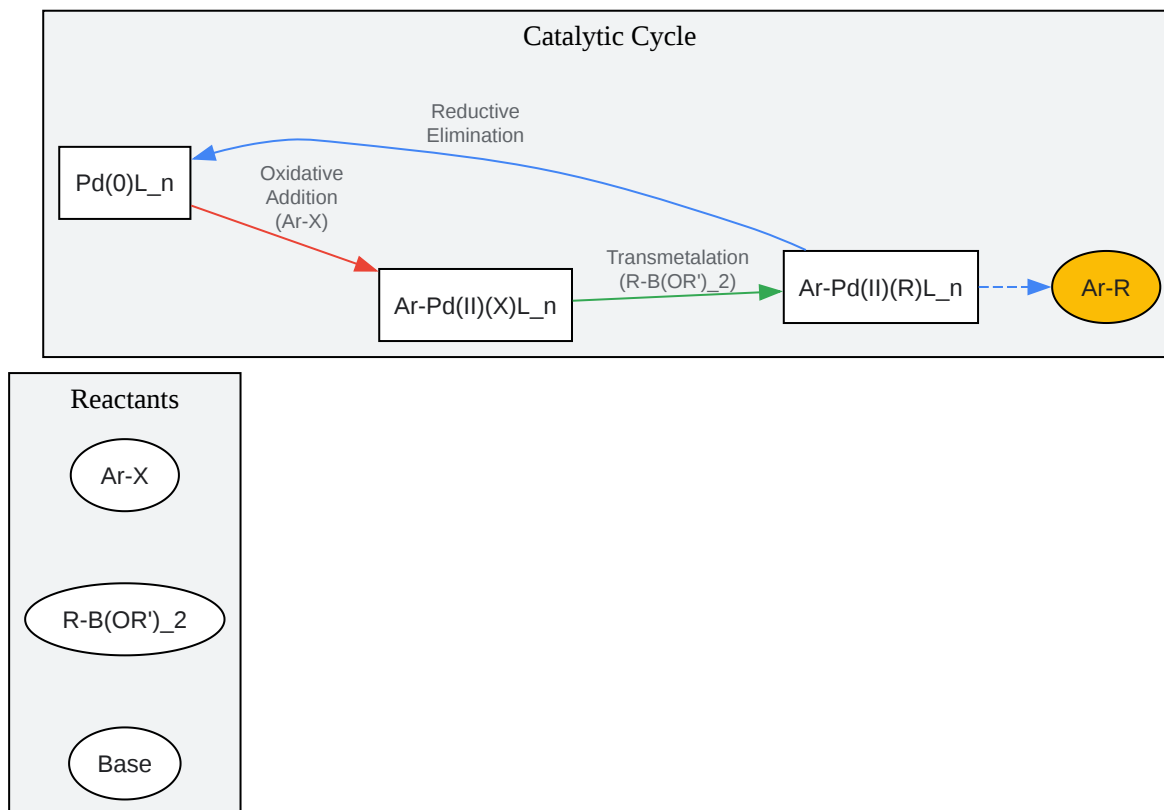 Catalytic Cycle
Reductive
Elimination
Pd(0)L_n
Oxidative
Addition
(Ar-X)
Ar-Pd(II)(X)L_n
Transmetalation
(R-B(OR')_2)
Ar-Pd(II)(R)L_n
Ar-R
Reactants
Ar-X
R-B(OR')_2
Base